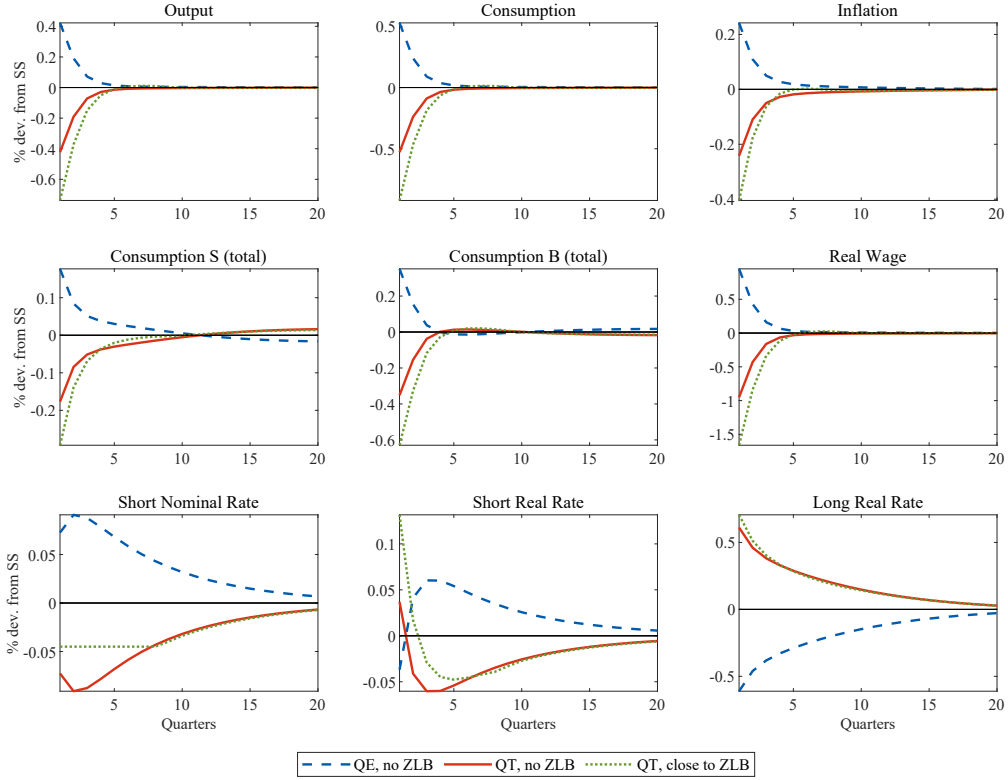 Output
Consumption
Inflation
% dev. from SS
0.4
0.2
0
-0.2
-0.4
-0.6
5 10 15 20
0.5
0
-0.5
5 10 15 20
0.2
0
-0.2
-0.4
5 10 15 20
Consumption S (total)
Consumption B (total)
Real Wage
% dev. from SS
0.1
0
-0.1
-0.2
5 10 15 20
0.2
0
-0.2
-0.4
-0.6
5 10 15 20
0.5
0
-0.5
-1
-1.5
5 10 15 20
Short Nominal Rate
Short Real Rate
Long Real Rate
% dev. from SS
0.05
0
-0.05
5 10 15 20
Quarters
0.1
0.05
0
-0.05
5 10 15 20
Quarters
0.5
0
-0.5
5 10 15 20
Quarters
QE, no ZLB
QT, no ZLB
QT, close to ZLB